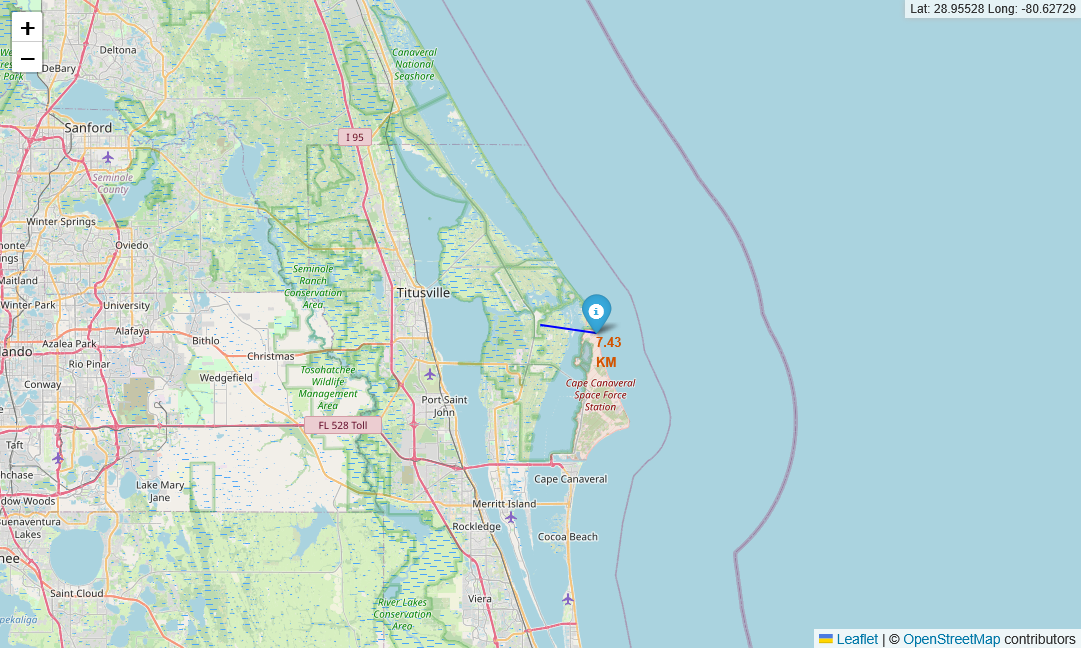 Lat: 28.95528 Long: -80.62729
+
−
Deltona
Canaveral
National
Seashore
Park
DeBary
Sanford
I 95
Seminole
County
Winter Springs
Oviedo
Seminole
Ranch
Conservation
Area
Maitland
Titusville
Winter Park
University
Alafaya
Bithlo
7.43
KM
Azalea Park
Christmas
Rio Pinar
Tosohatchee
Wildlife
Management
Area
Wedgefield
Conway
Cape Canaveral
Space Force
Station
Port Saint
John
FL 528 Toll
Taft
Cape Canaveral
Lake Mary
Jane
Merritt Island
Rockledge
Lakes
Cocoa Beach
Saint Cloud
Viera
River Lakes
Conservation
Area
Leaflet | © OpenStreetMap contributors